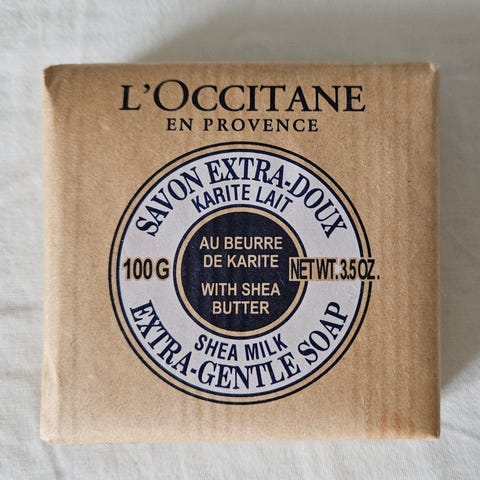 L'OCCITANE
EN PROVENCE
SAVON EXTRA-DOUX
KARITE LAIT
100 G
AU BEURRE
DE KARITE
WITH SHEA
BUTTER
NET WT. 3.5 OZ.
SHEA MILK
EXTRA-GENTLE SOAP